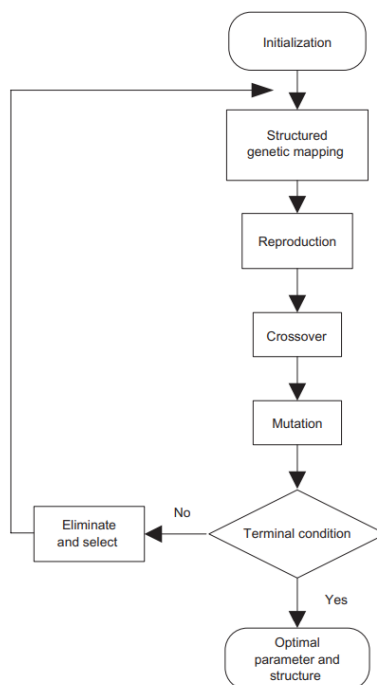 Initialization
Structured
genetic mapping
Reproduction
Crossover
Mutation
Terminal condition
No
Eliminate
and select
Yes
Optimal
parameter and
structure